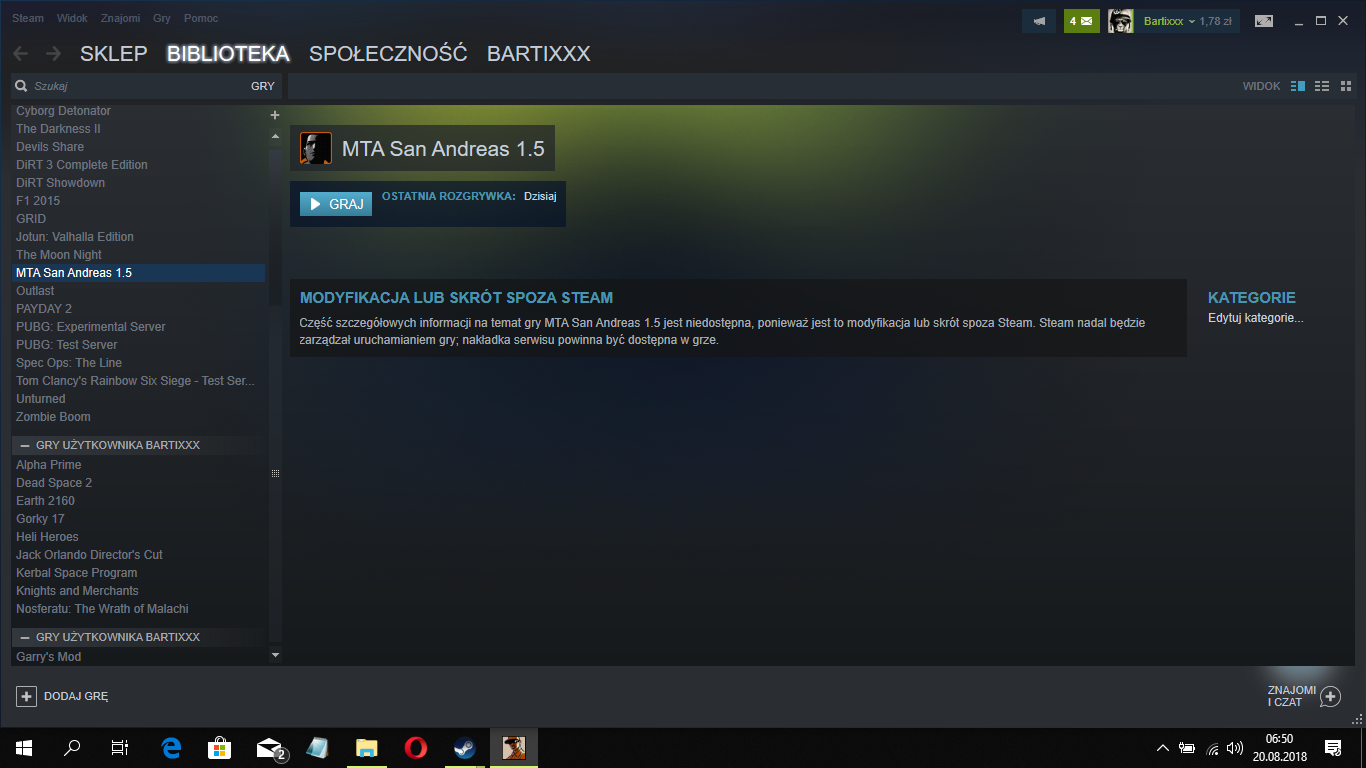 Steam Widok Znajomi Gry Pomoc
4 Bartixxx 1,78 zł
SKLEP BIBLIOTEKA SPOŁECZNOŚĆ BARTIXXX
Szukaj GRY
WIDOK
Cyborg Detonator
The Darkness II
Devils Share
DiRT 3 Complete Edition
DiRT Showdown
F1 2015
GRID
Jotun: Valhalla Edition
The Moon Night
MTA San Andreas 1.5
Outlast
PAYDAY 2
PUBG: Experimental Server
PUBG: Test Server
Spec Ops: The Line
Tom Clancy's Rainbow Six Siege - Test Ser...
Unturned
Zombie Boom
GRY UŻYTKOWNIKA BARTIXXX
Alpha Prime
Dead Space 2
Earth 2160
Gorky 17
Heli Heroes
Jack Orlando Director's Cut
Kerbal Space Program
Knights and Merchants
Nosferatu: The Wrath of Malachi
GRY UŻYTKOWNIKA BARTIXXX
Garry's Mod
MTA San Andreas 1.5
GRAJ OSTATNIA ROZGRYWKA: Dzisiaj
MODYFIKACJA LUB SKRÓT SPOZA STEAM
Część szczegółowych informacji na temat gry MTA San Andreas 1.5 jest niedostępna, ponieważ jest to modyfikacja lub skrót spoza Steam. Steam nadal będzie
zarządzał uruchamianiem gry; nakładka serwisu powinna być dostępna w grze.
KATEGORIE
Edytuj kategorie...
DODAJ GRĘ
ZNAJOMI
I CZAT
2
06:50
20.08.2018